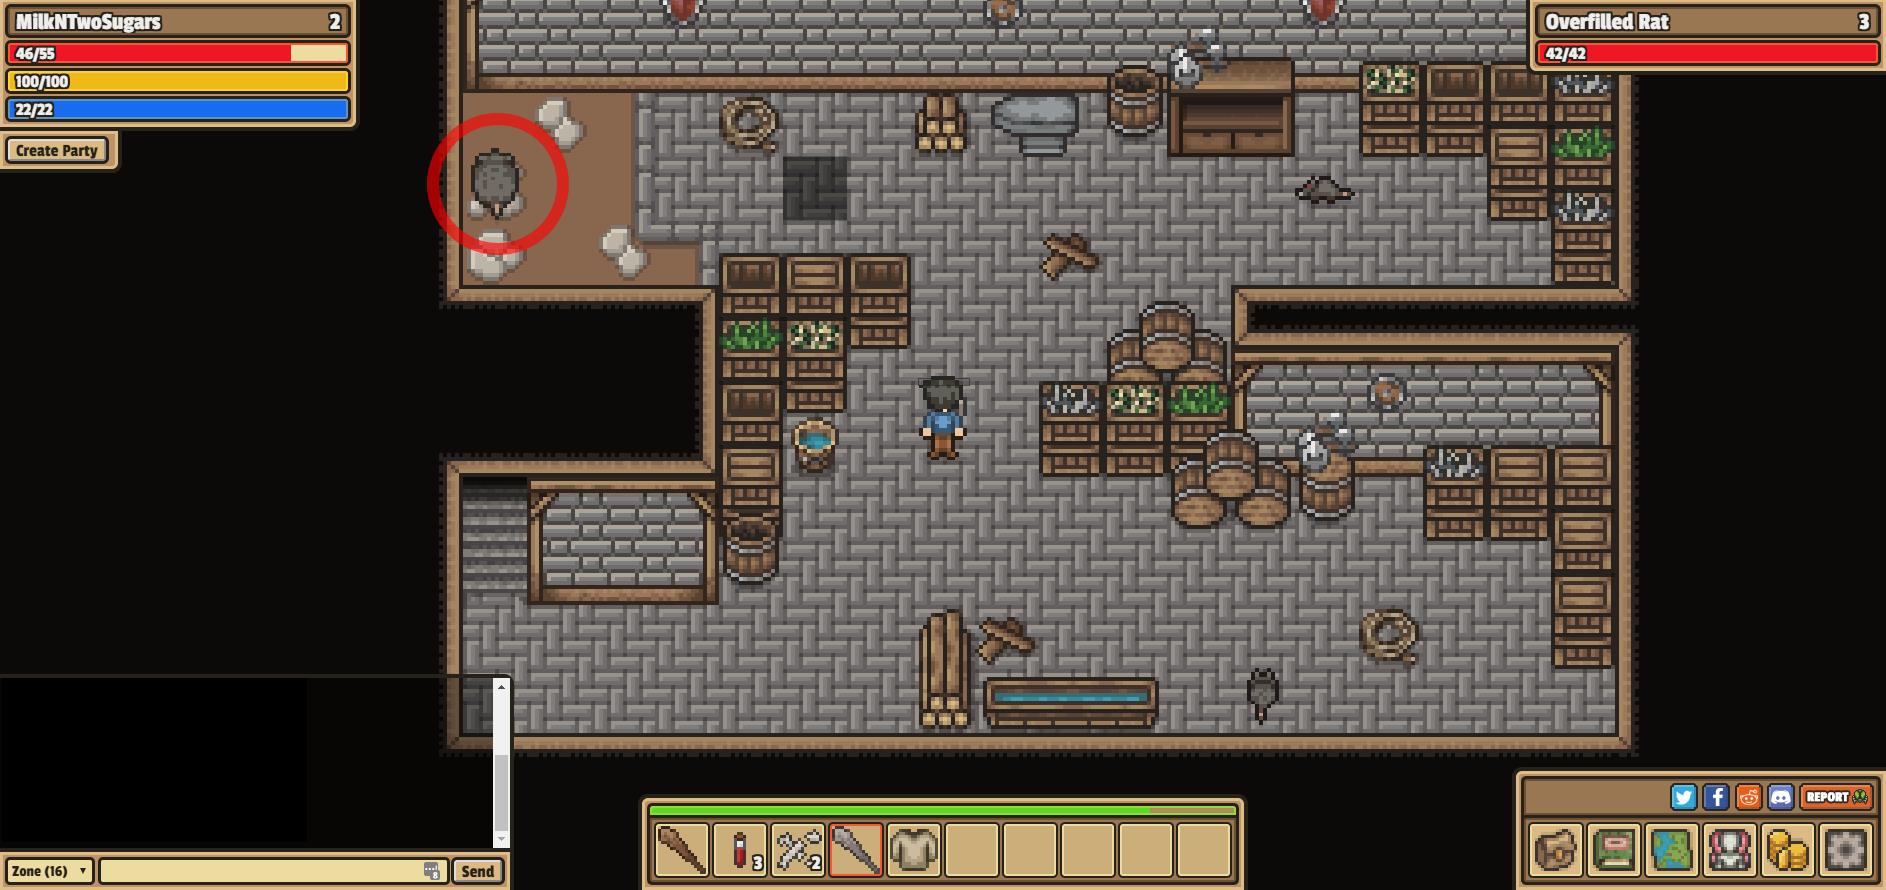 MilkNTwoSugars 2
46/55
100/100
22/22
Create Party
Overfilled Rat 3
42/42
REPORT
3
-2
Zone (16)
Send